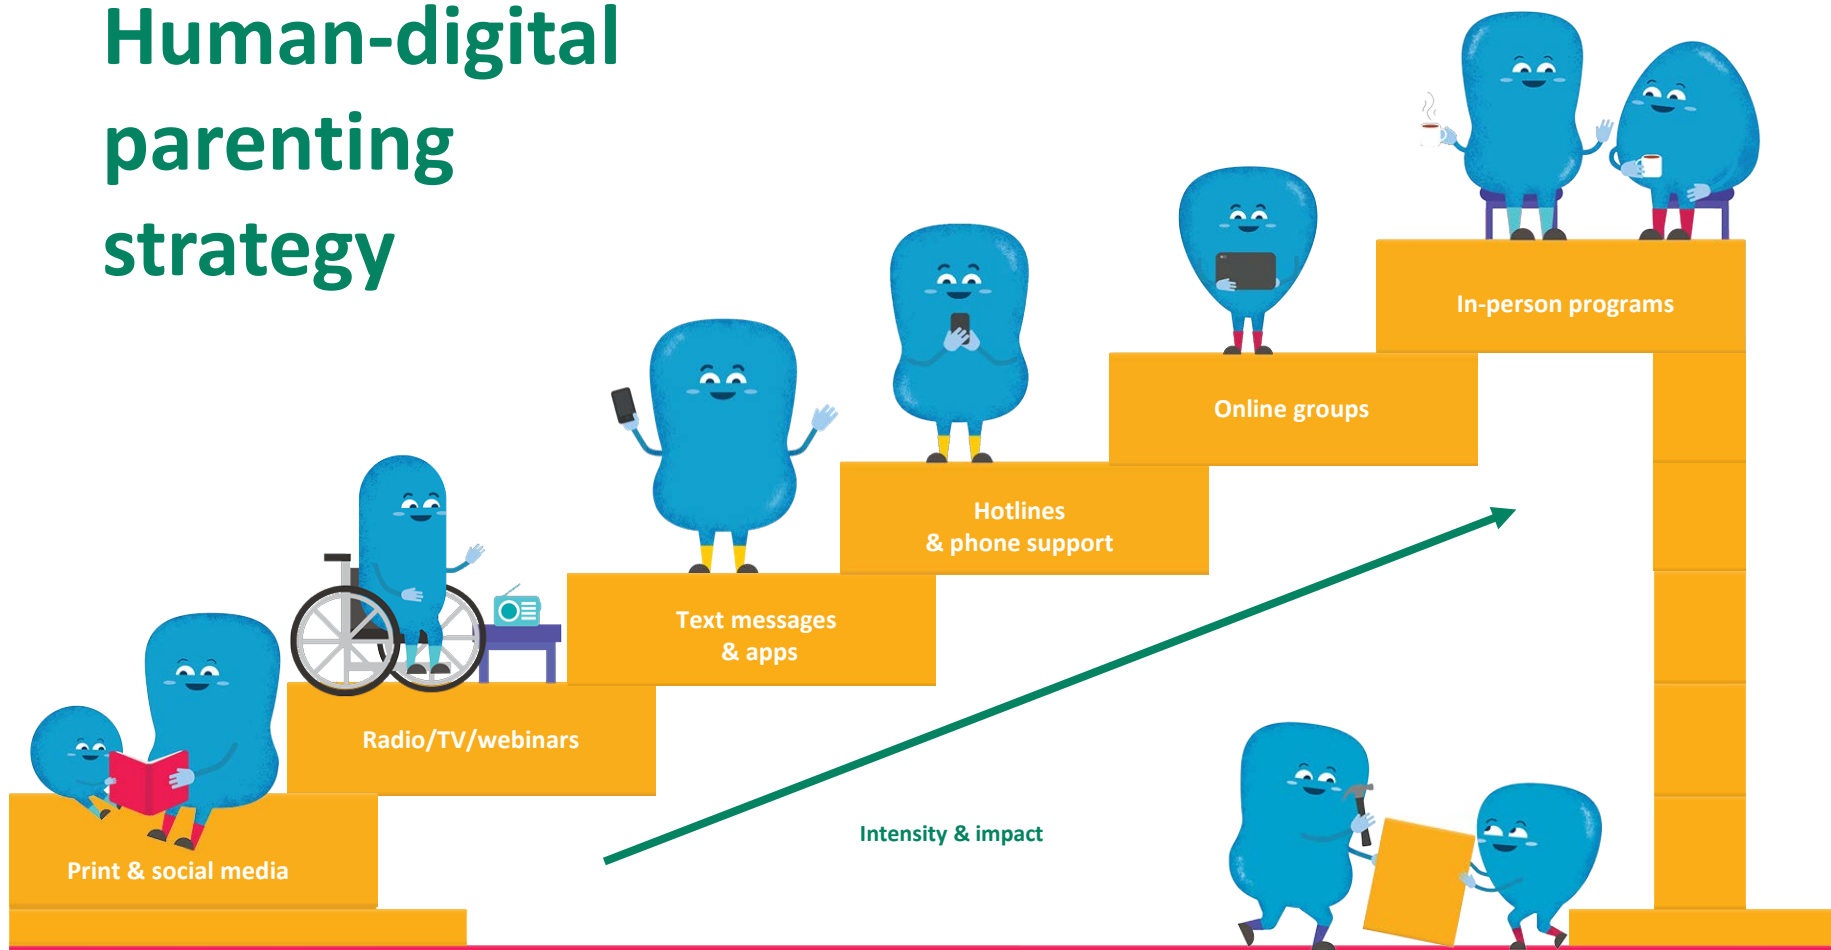 Human-digital
parenting
strategy
In-person programs
Online groups
Hotlines
& phone support
Text messages
& apps
Radio/TV/webinars
Print & social media
Intensity & impact